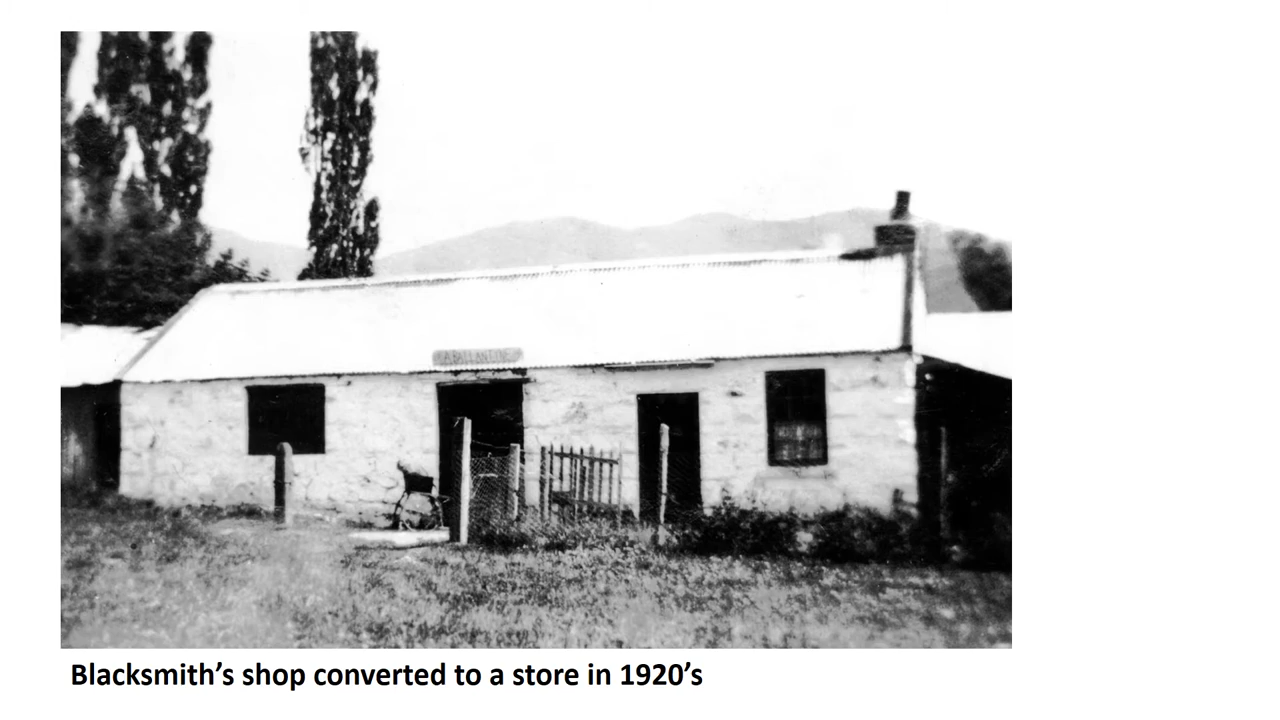 Blacksmith’s shop converted to a store in 1920’s